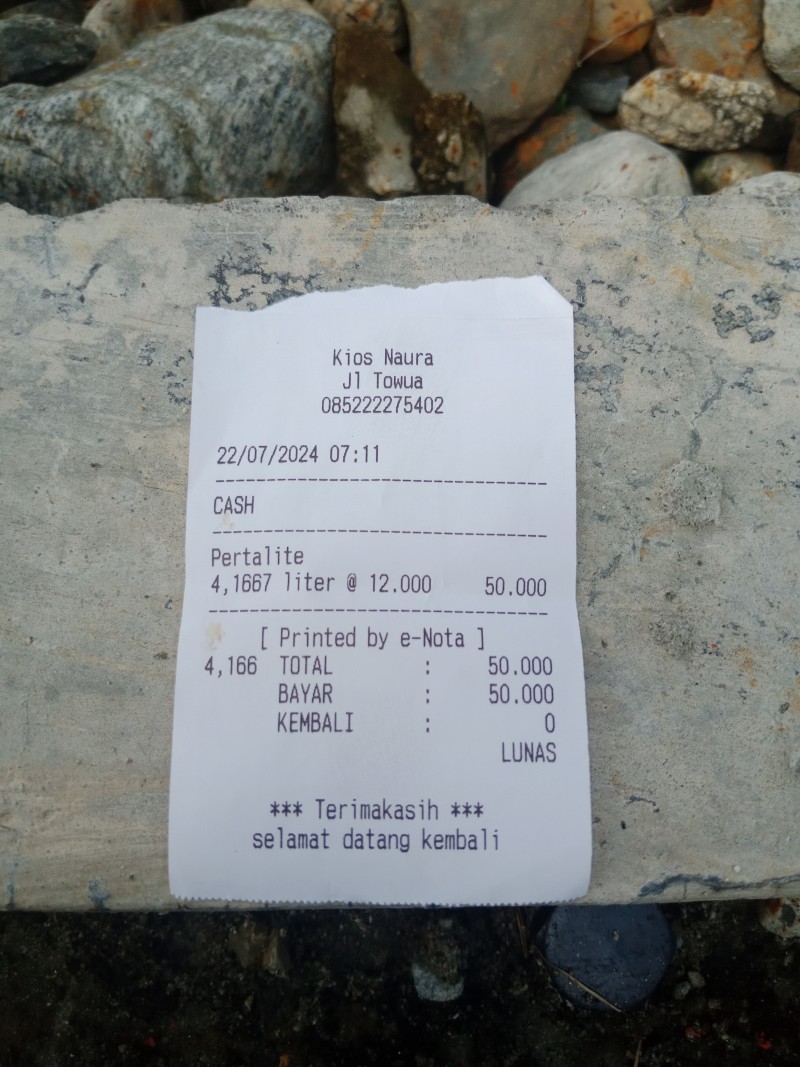 Kios Naura
Jl Towua
085222275402
22/07/2024 07:11
--------------------------------
CASH
--------------------------------
Pertalite
4,1667 liter @ 12.000 50.000
--------------------------------
[ Printed by e-Nota ]
4,166 TOTAL : 50.000
BAYAR : 50.000
KEMBALI : 0
LUNAS
*** Terimakasih ***
selamat datang kembali